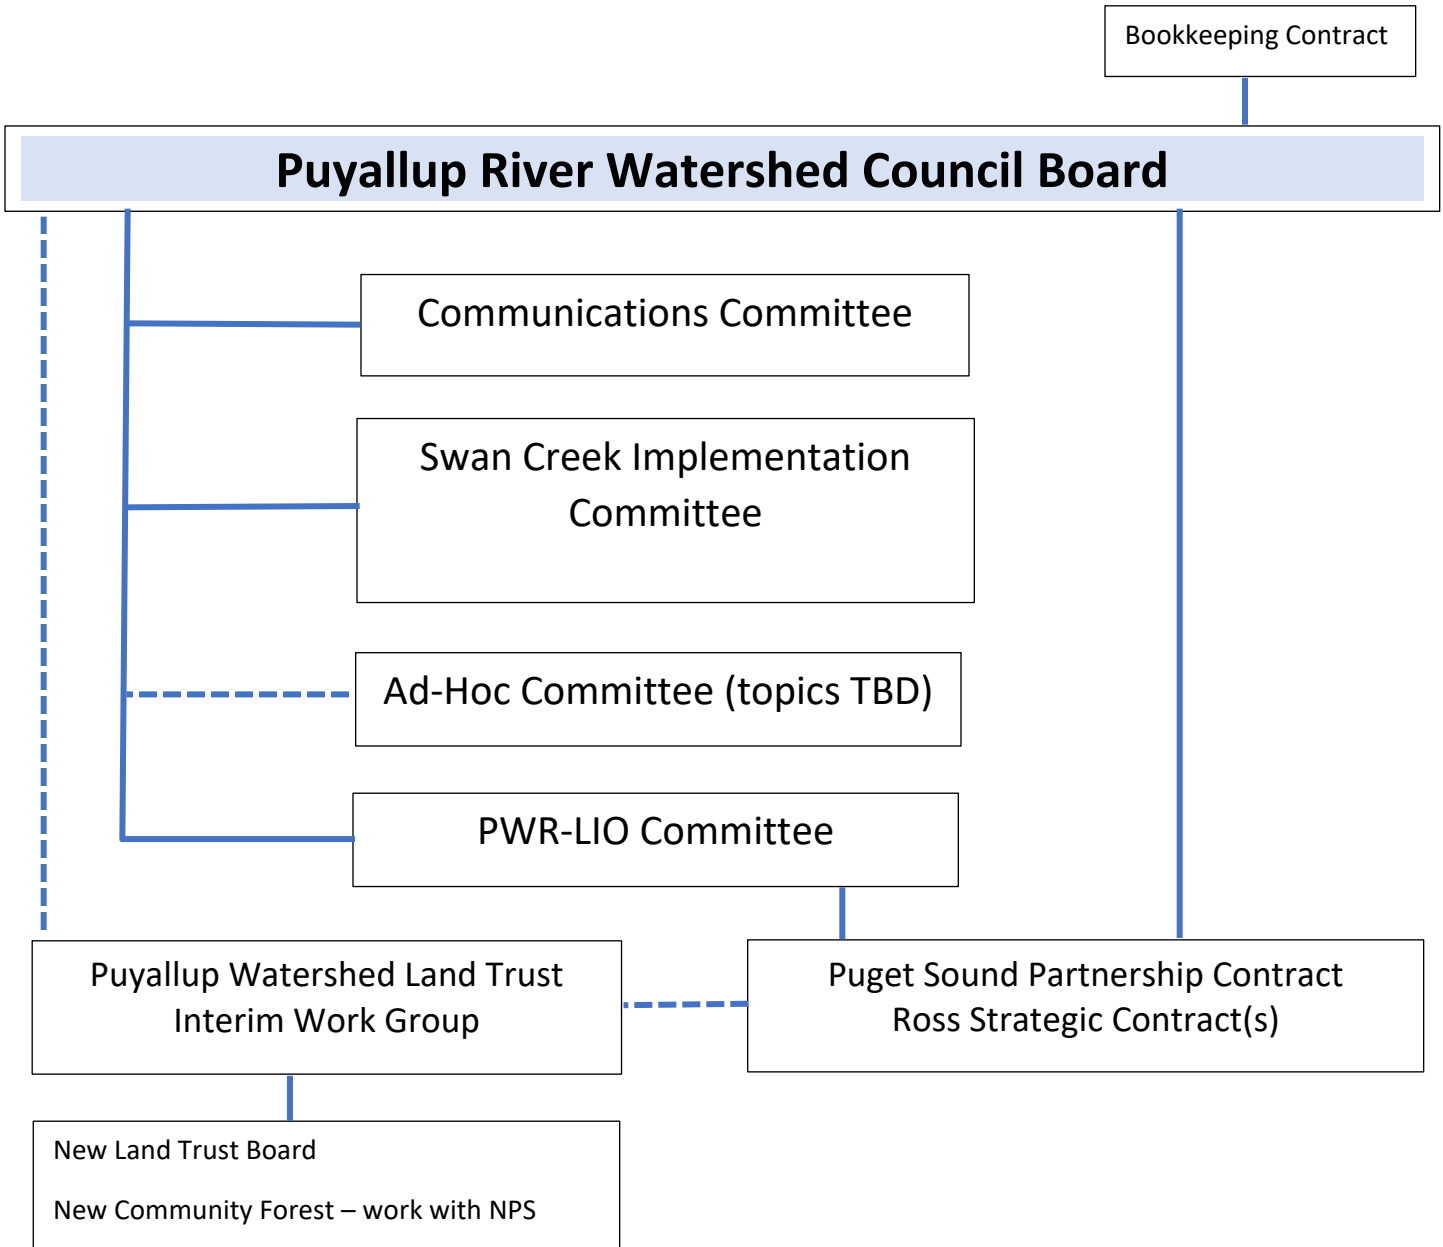 Bookkeeping Contract
Puyallup River Watershed Council Board
Communications Committee
Swan Creek Implementation
Committee
Ad-Hoc Committee (topics TBD)
PWR-LIO Committee
Puyallup Watershed Land Trust
Interim Work Group
Puget Sound Partnership Contract
Ross Strategic Contract(s)
New Land Trust Board
New Community Forest – work with NPS